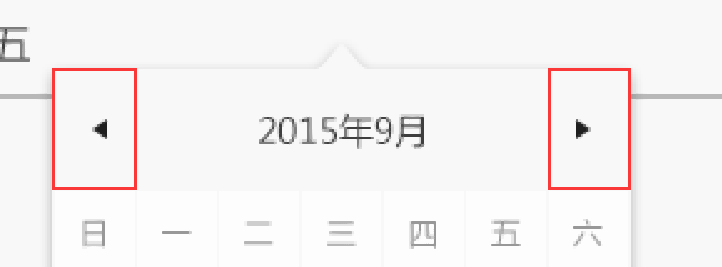 五
2015年9月
日 一 二 三 四 五 六